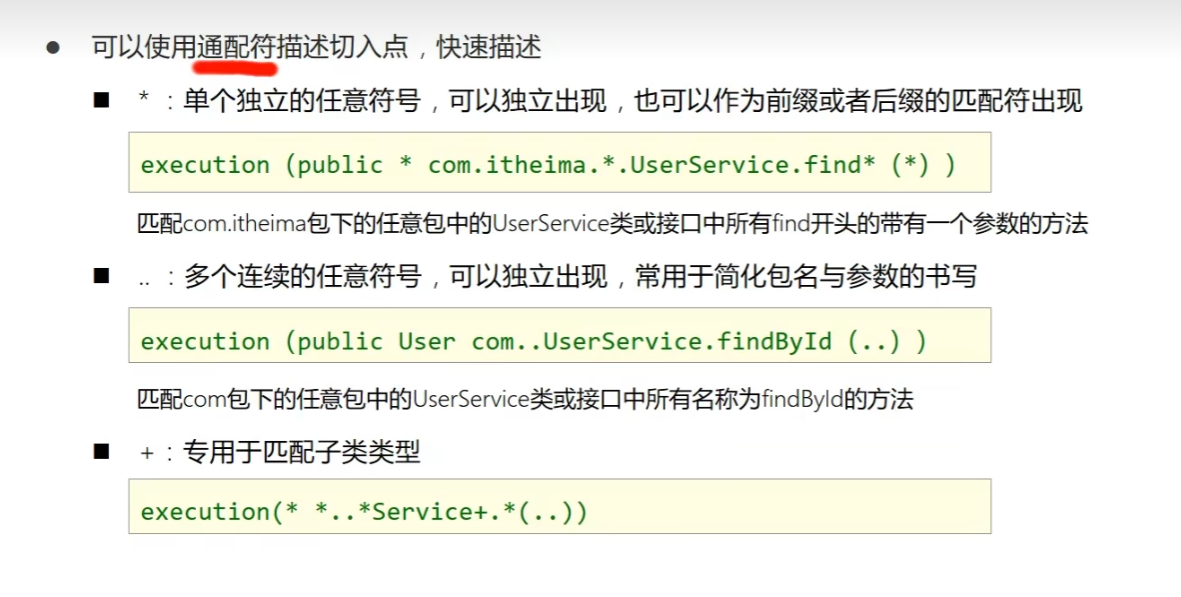 ● 可以使用通配符描述切入点，快速描述
■ * ：单个独立的任意符号，可以独立出现，也可以作为前缀或者后缀的匹配符出现
execution (public * com.itheima.*.UserService.find* (*) )
匹配com.itheima包下的任意包中的UserService类或接口中所有find开头的带有一个参数的方法
■ .. ：多个连续的任意符号，可以独立出现，常用于简化包名与参数的书写
execution (public User com..UserService.findById (..) )
匹配com包下的任意包中的UserService类或接口中所有名称为findById的方法
■ + ：专用于匹配子类类型
execution(* *..*Service+.*(..))